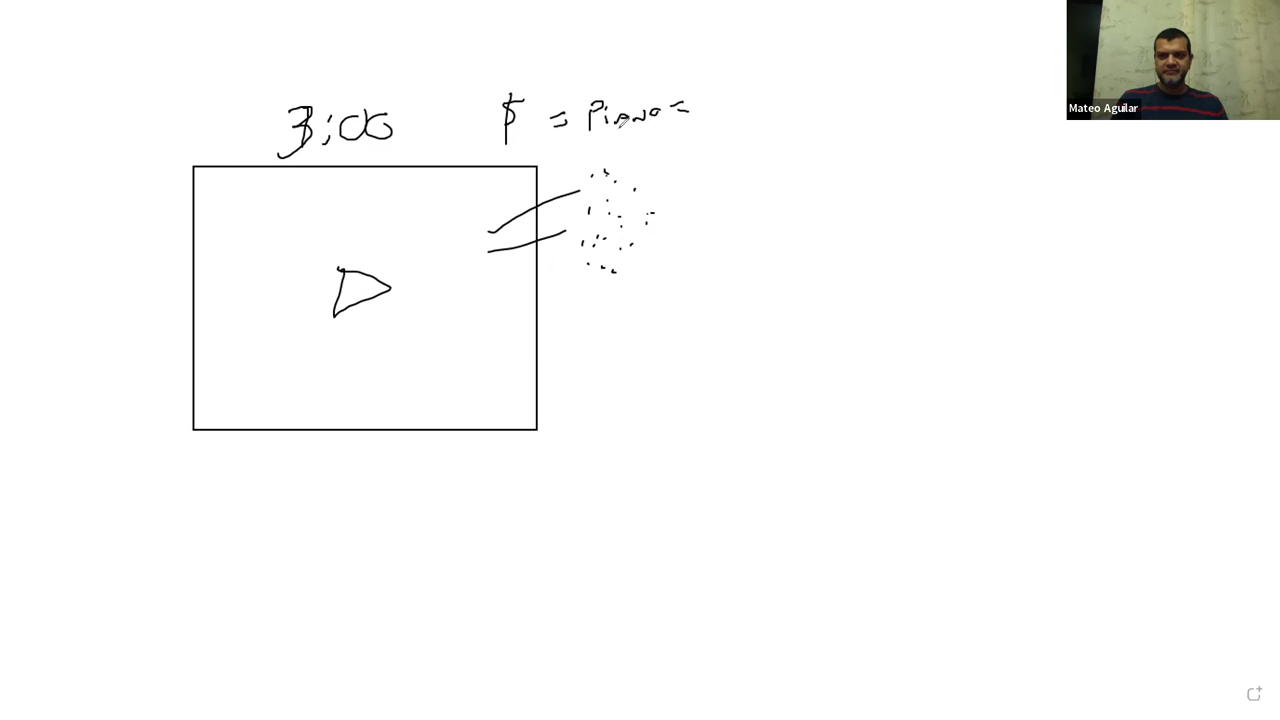 3:00 $ = Piano =
Mateo Aguilar